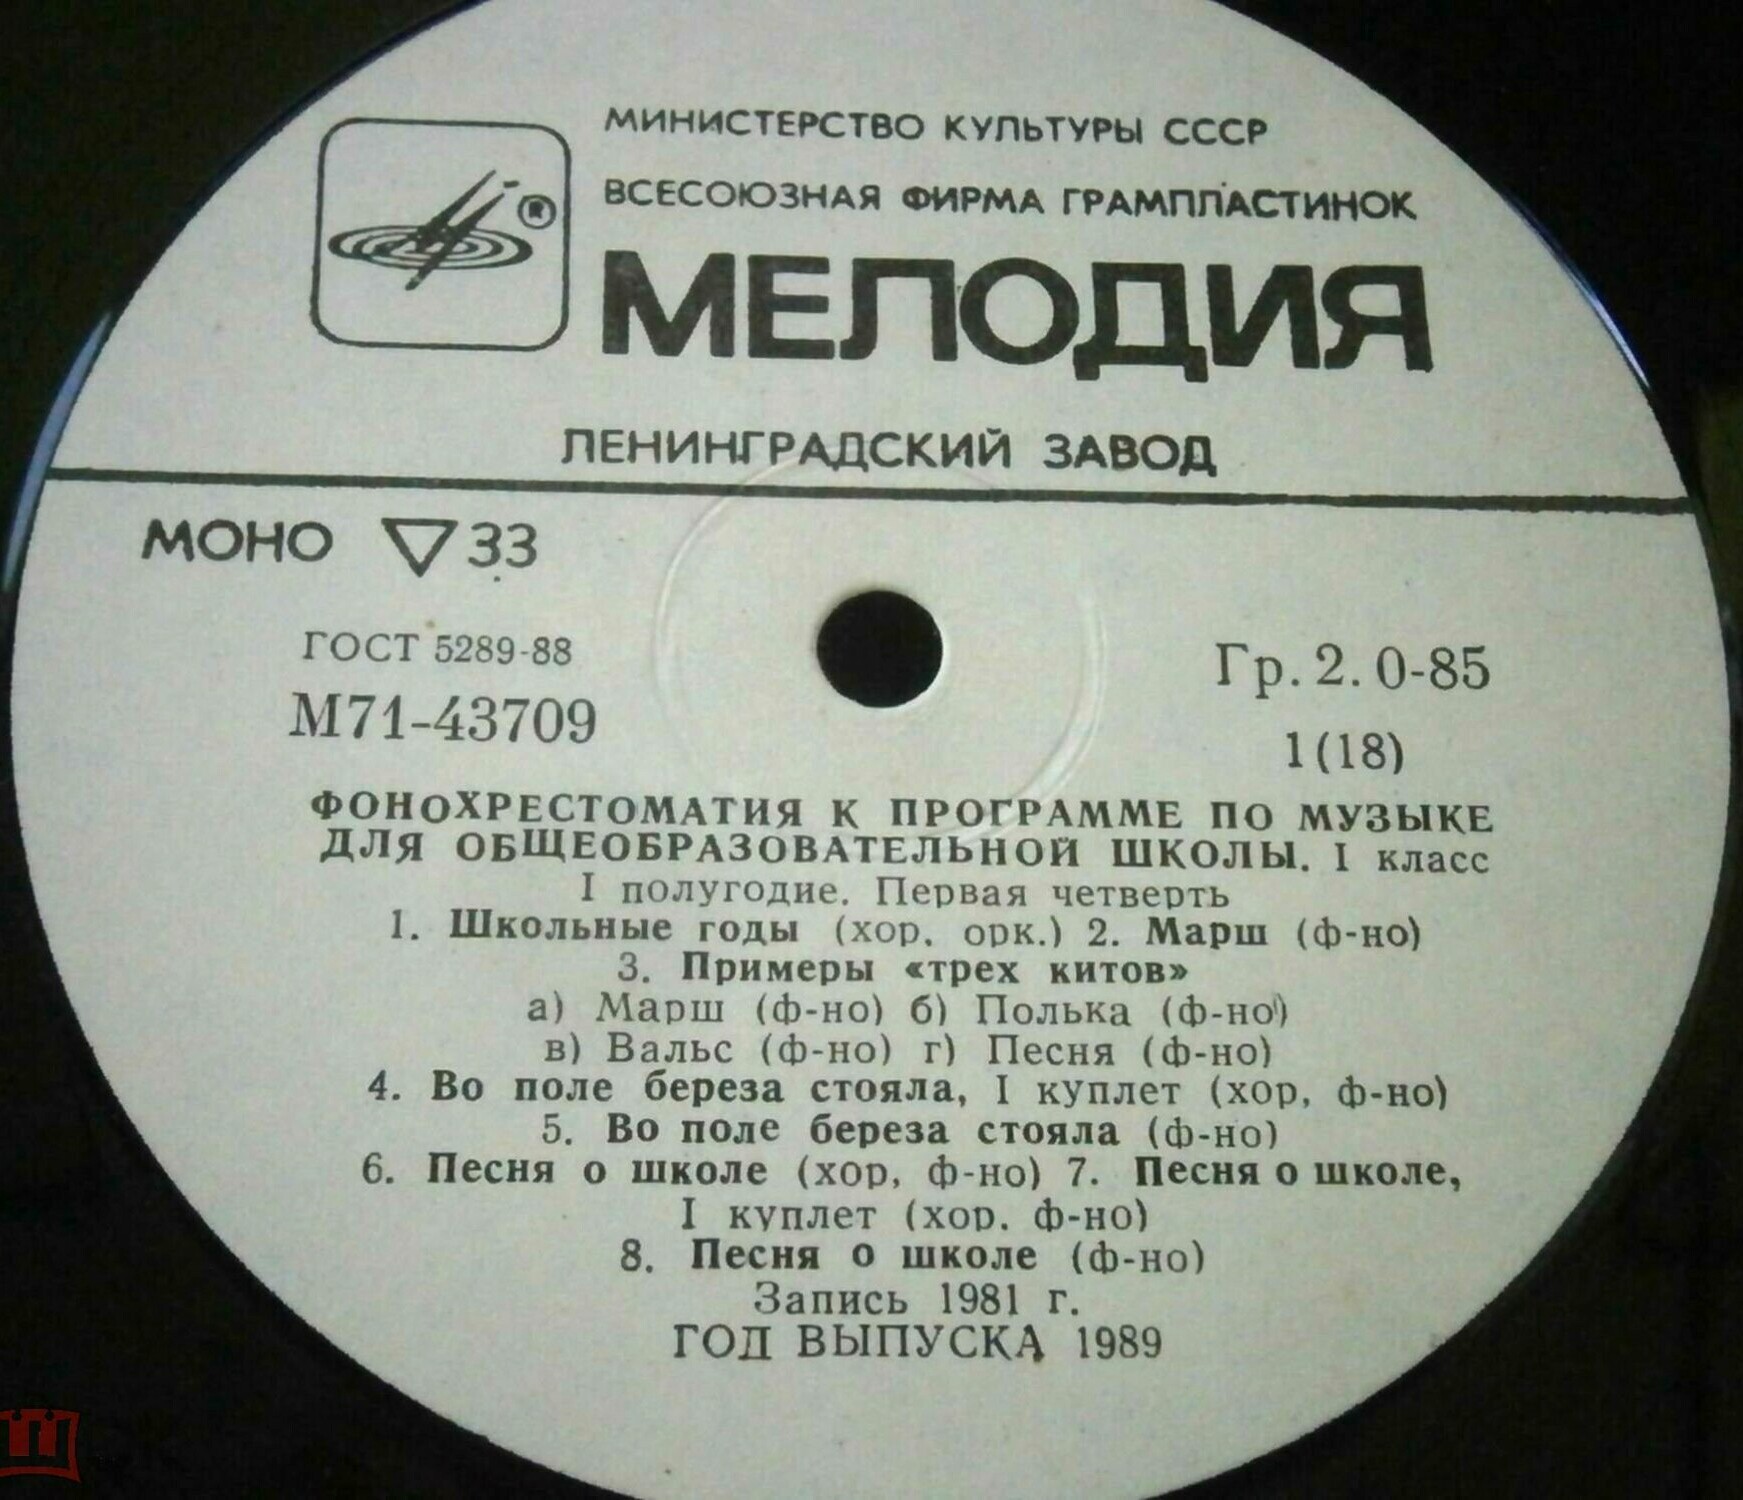 МИНИСТЕРСТВО КУЛЬТУРЫ СССР
ВСЕСОЮЗНАЯ ФИРМА ГРАМПЛАСТИНОК
®
МЕЛОДИЯ
ЛЕНИНГРАДСКИЙ ЗАВОД
МОНО ▽ 33
ГОСТ 5289-88
М71-43709
Гр. 2. 0-85
1(18)
ФОНОХРЕСТОМАТИЯ К ПРОГРАММЕ ПО МУЗЫКЕ
ДЛЯ ОБЩЕОБРАЗОВАТЕЛЬНОЙ ШКОЛЫ. I класс
I полугодие. Первая четверть
1. Школьные годы (хор, орк.) 2. Марш (ф-но)
3. Примеры «трех китов»
а) Марш (ф-но) б) Полька (ф-но)
в) Вальс (ф-но) г) Песня (ф-но)
4. Во поле береза стояла, I куплет (хор, ф-но)
5. Во поле береза стояла (ф-но)
6. Песня о школе (хор, ф-но) 7. Песня о школе,
I куплет (хор, ф-но)
8. Песня о школе (ф-но)
Запись 1981 г.
ГОД ВЫПУСКА 1989